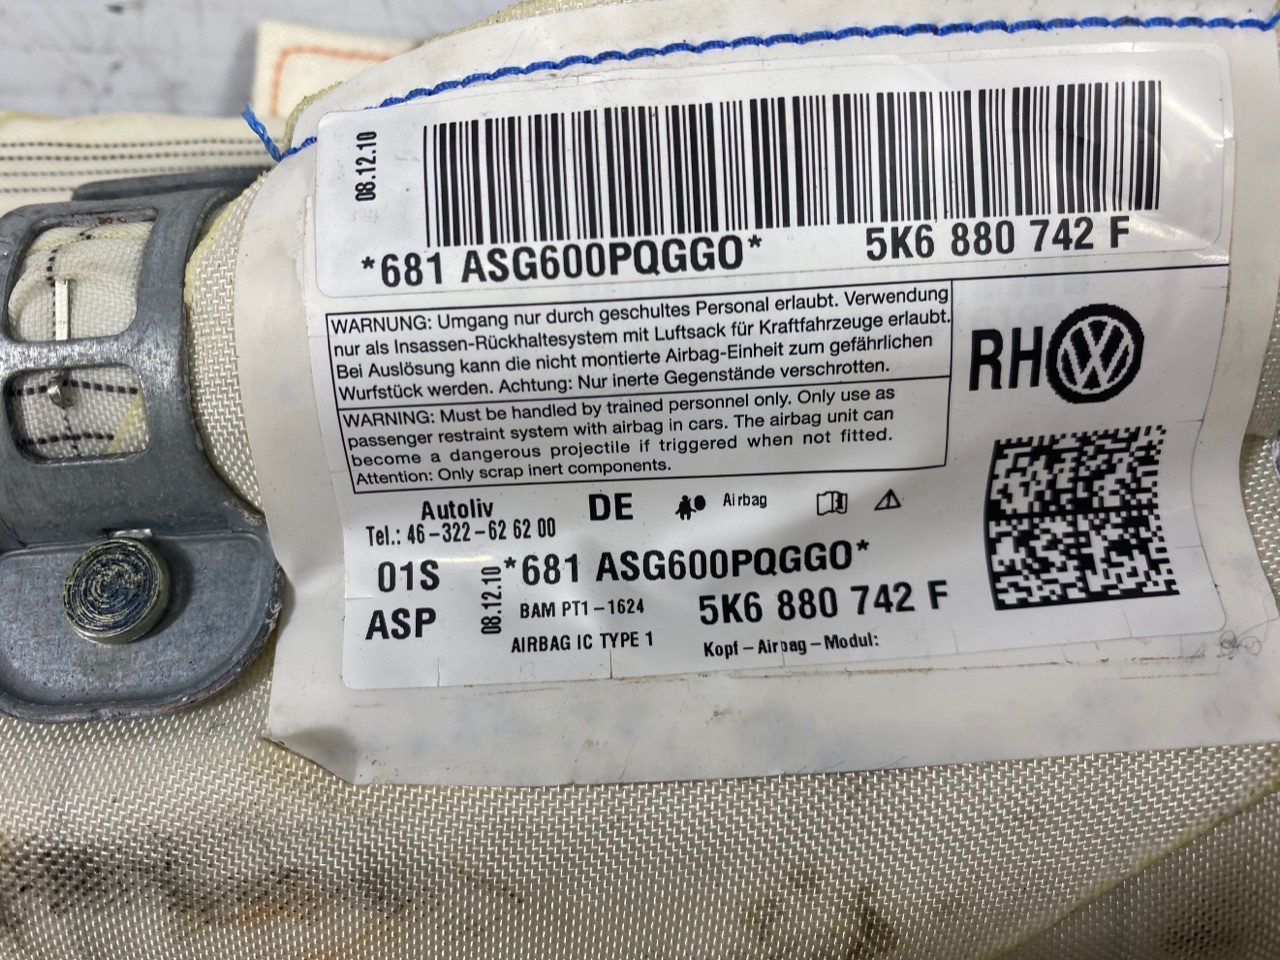 08.12.10
*681 ASG600PQGGO* 5K6 880 742 F
WARNUNG: Umgang nur durch geschultes Personal erlaubt. Verwendung
nur als Insassen-Rückhaltesystem mit Luftsack für Kraftfahrzeuge erlaubt.
Bei Auslösung kann die nicht montierte Airbag-Einheit zum gefährlichen
Wurfstück werden. Achtung: Nur inerte Gegenstände verschrotten.
RH
WARNING: Must be handled by trained personnel only. Only use as
passenger restraint system with airbag in cars. The airbag unit can
become a dangerous projectile if triggered when not fitted.
Attention: Only scrap inert components.
Autoliv DE Airbag
Tel.: 46-322-62 62 00
01S *681 ASG600PQGGO*
ASP 08.12.10 BAM PT1-1624 5K6 880 742 F
AIRBAG IC TYPE 1 Kopf-Airbag-Modul: